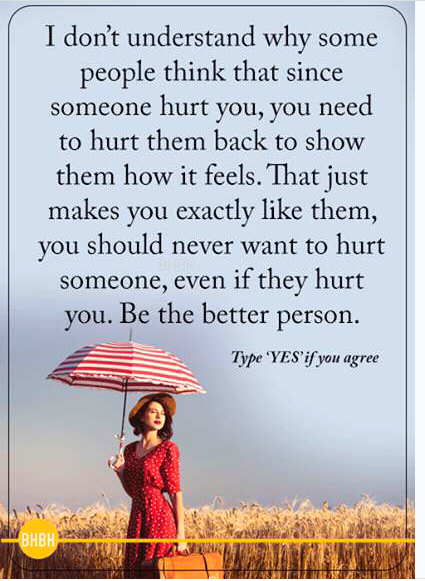 I don’t understand why some
people think that since
someone hurt you, you need
to hurt them back to show
them how it feels. That just
makes you exactly like them,
you should never want to hurt
someone, even if they hurt
you. Be the better person.
Type ‘YES’ if you agree
BHBH